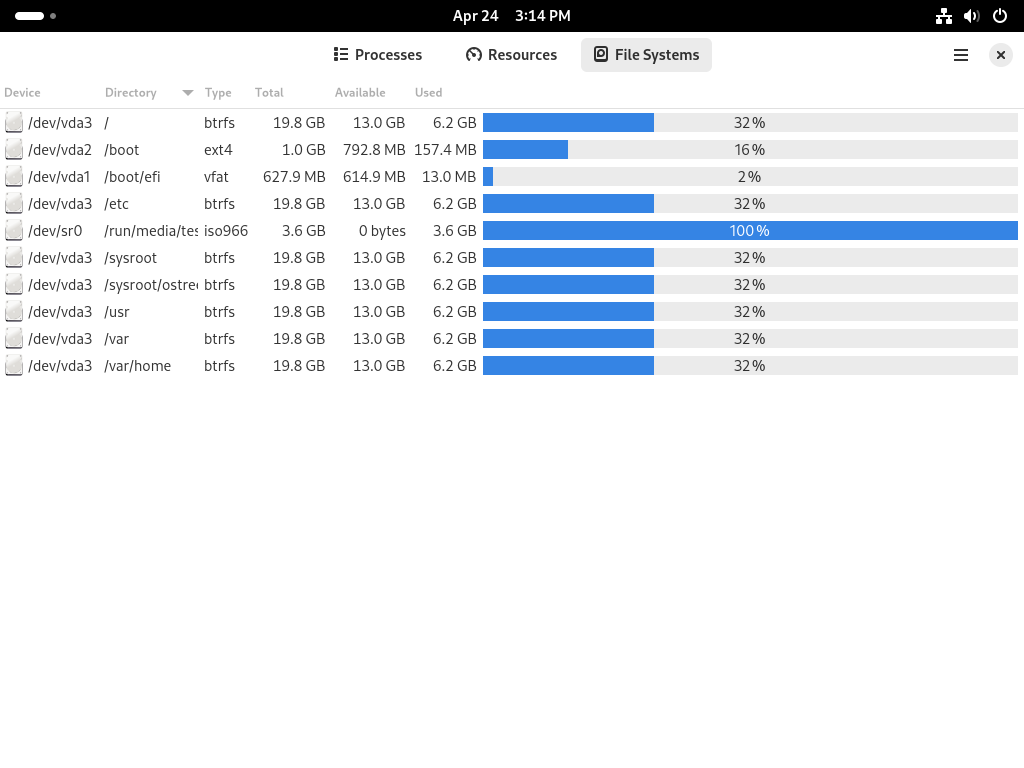 Apr 24 3:14 PM
Processes Resources File Systems
Device Directory Type Total Available Used
/dev/vda3 / btrfs 19.8 GB 13.0 GB 6.2 GB 32 %
/dev/vda2 /boot ext4 1.0 GB 792.8 MB 157.4 MB 16 %
/dev/vda1 /boot/efi vfat 627.9 MB 614.9 MB 13.0 MB 2 %
/dev/vda3 /etc btrfs 19.8 GB 13.0 GB 6.2 GB 32 %
/dev/sr0 /run/media/tes iso966 3.6 GB 0 bytes 3.6 GB 100 %
/dev/vda3 /sysroot btrfs 19.8 GB 13.0 GB 6.2 GB 32 %
/dev/vda3 /sysroot/ostre btrfs 19.8 GB 13.0 GB 6.2 GB 32 %
/dev/vda3 /usr btrfs 19.8 GB 13.0 GB 6.2 GB 32 %
/dev/vda3 /var btrfs 19.8 GB 13.0 GB 6.2 GB 32 %
/dev/vda3 /var/home btrfs 19.8 GB 13.0 GB 6.2 GB 32 %